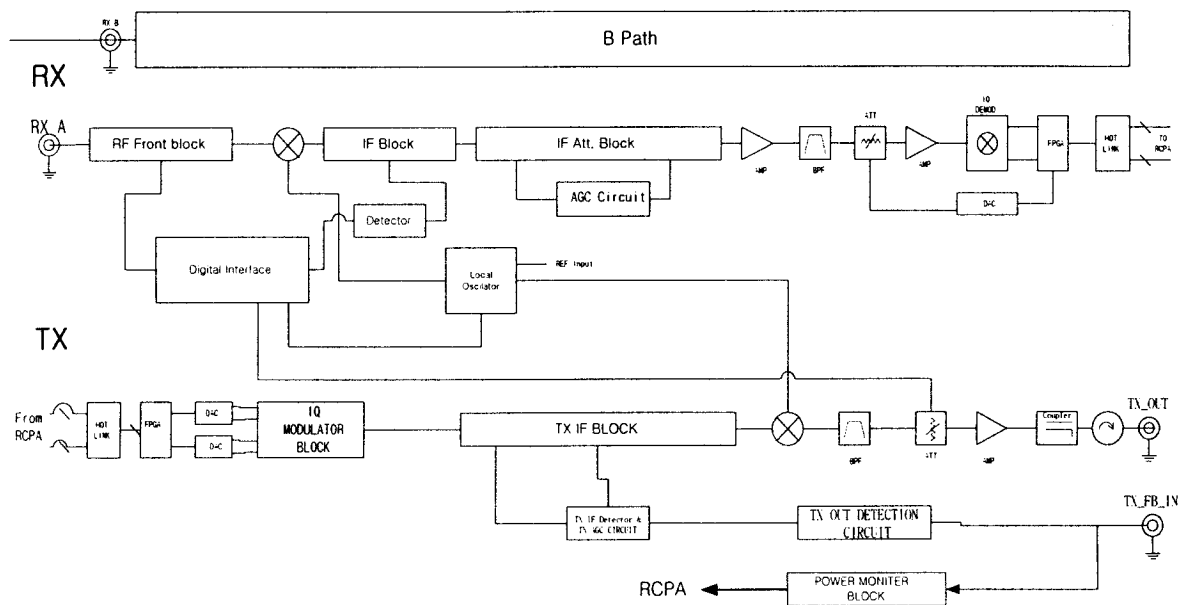 RX_B
B Path
RX
RX_A
RF Front block
IF Block
IF Att. Block
AMP
BPF
ATT
AMP
IQ
DEMOD
FPGA
HOT
LINK
TO
RCPA
AGC Circuit
DAC
Detector
Digital Interface
Local
Oscilator
REF Input
TX
From
RCPA
HOT
LINK
FPGA
DAC
DAC
IQ
MODULATOR
BLOCK
TX IF BLOCK
BPF
ATT
AMP
Coupler
TX_OUT
TX IF Detector &
TX AGC CIRCUIT
TX OUT DETECTION
CIRCUIT
TX_FB_IN
RCPA
POWER MONITER
BLOCK